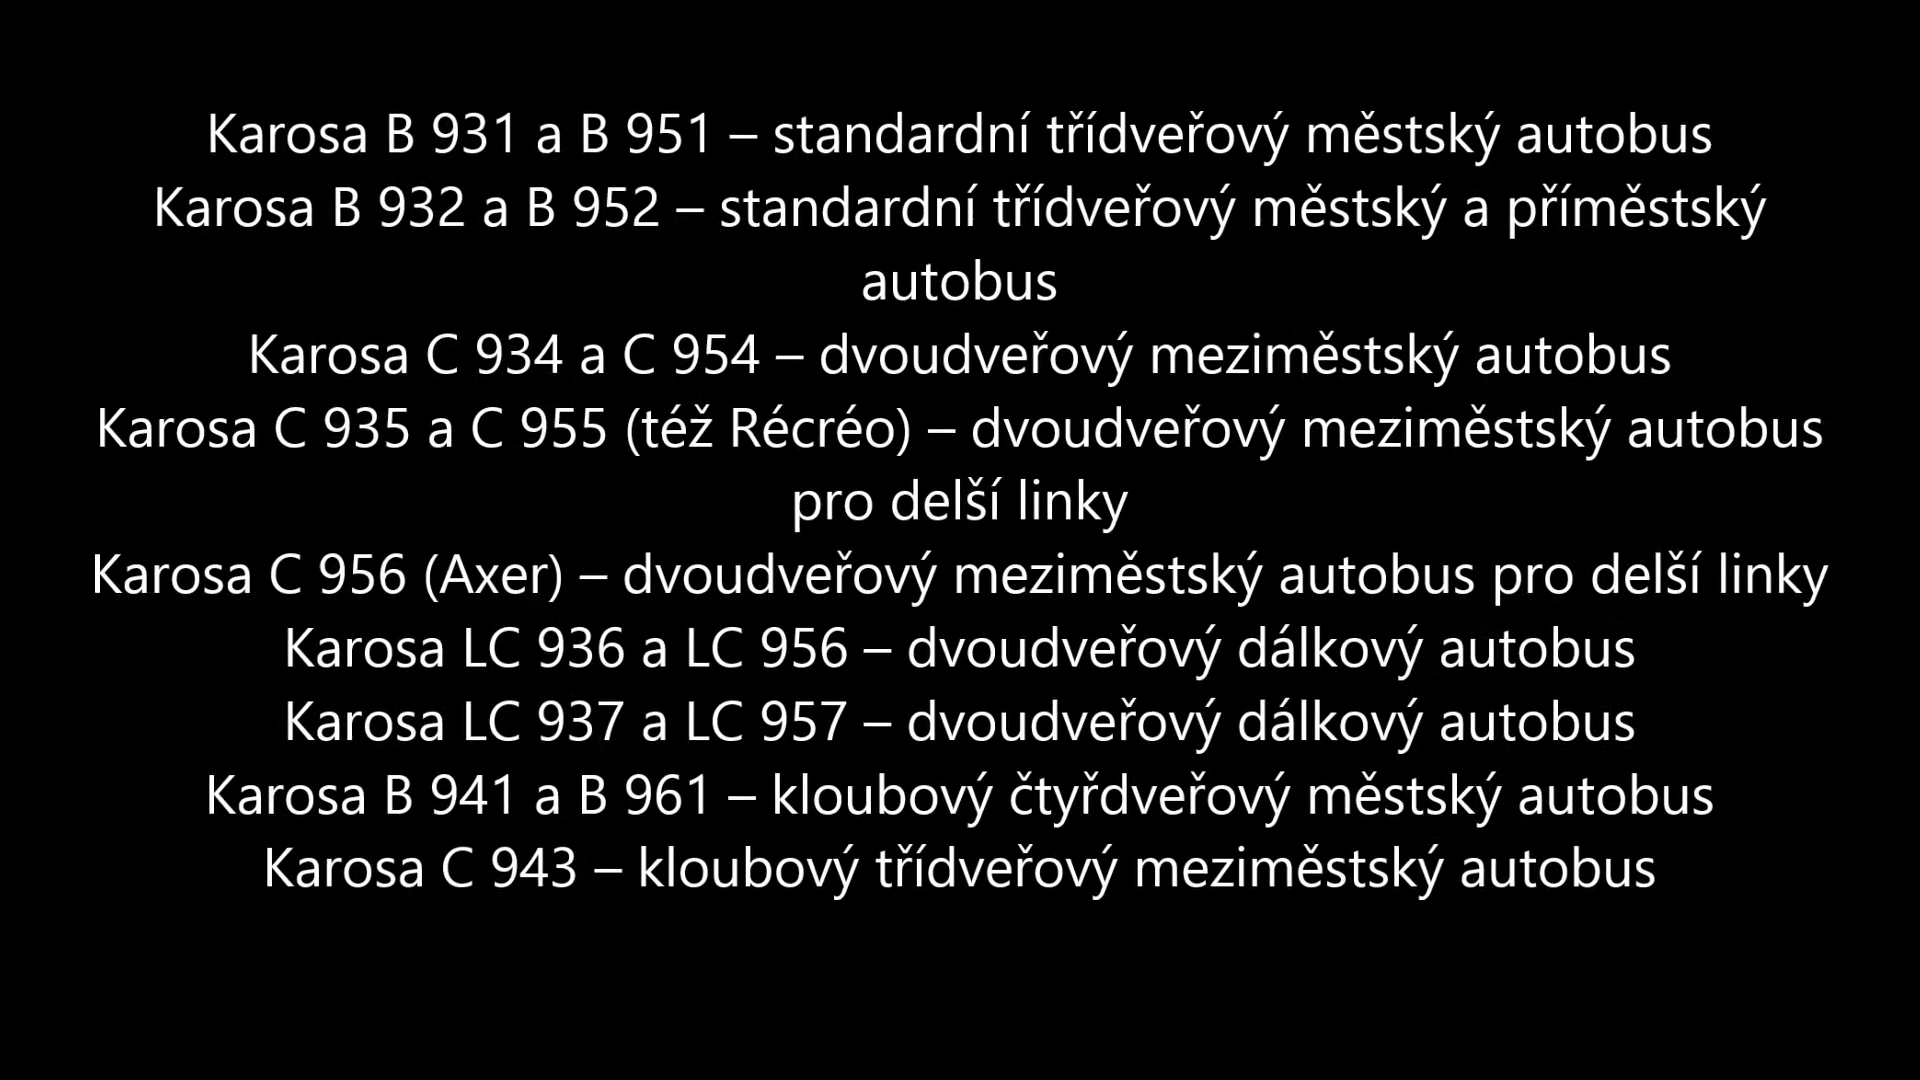 Karosa B 931 a B 951 – standardní třídveřový městský autobus
Karosa B 932 a B 952 – standardní třídveřový městský a příměstský
autobus
Karosa C 934 a C 954 – dvoudveřový meziměstský autobus
Karosa C 935 a C 955 (též Récréo) – dvoudveřový meziměstský autobus
pro delší linky
Karosa C 956 (Axer) – dvoudveřový meziměstský autobus pro delší linky
Karosa LC 936 a LC 956 – dvoudveřový dálkový autobus
Karosa LC 937 a LC 957 – dvoudveřový dálkový autobus
Karosa B 941 a B 961 – kloubový čtyřdveřový městský autobus
Karosa C 943 – kloubový třídveřový meziměstský autobus